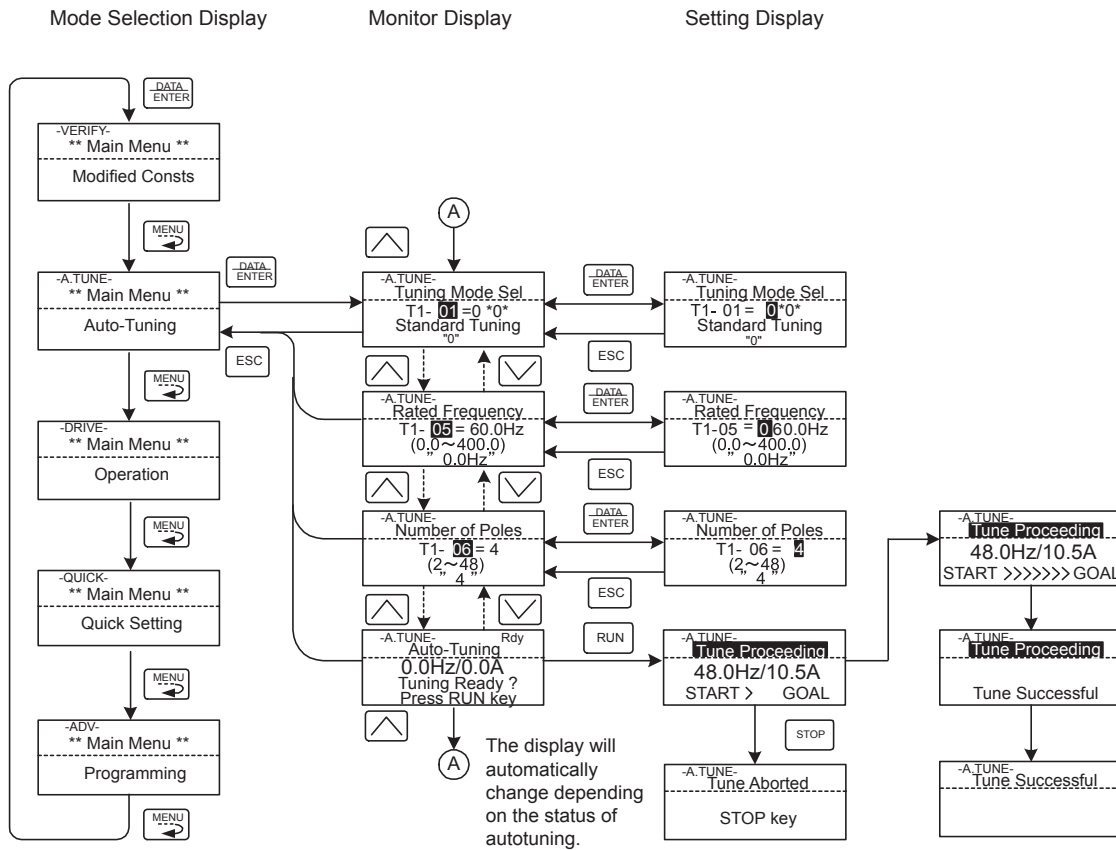 Mode Selection Display
Monitor Display
Setting Display
DATA
ENTER
-VERIFY-
** Main Menu **
Modified Consts
MENU
-A.TUNE-
** Main Menu **
Auto-Tuning
DATA
ENTER
ESC
MENU
-DRIVE-
** Main Menu **
Operation
MENU
-QUICK-
** Main Menu **
Quick Setting
MENU
-ADV-
** Main Menu **
Programming
MENU
A
-A.TUNE-
Tuning Mode Sel
T1- 01 =0 *0*
Standard Tuning
"0"
DATA
ENTER
ESC
-A.TUNE-
Tuning Mode Sel
T1- 01 = 0*0*
Standard Tuning
"0"
-A.TUNE-
Rated Frequency
T1- 05 = 60.0Hz
(0.0~400.0)
" 0.0Hz"
DATA
ENTER
ESC
-A.TUNE-
Rated Frequency
T1-05 = 060.0Hz
(0.0~400.0)
" 0.0Hz"
-A.TUNE-
Number of Poles
T1- 06 = 4
(2~48)
" 4 "
DATA
ENTER
ESC
-A.TUNE-
Number of Poles
T1- 06 = 4
(2~48)
" 4 "
-A.TUNE- Rdy
Auto-Tuning
0.0Hz/0.0A
Tuning Ready ?
Press RUN key
RUN
-A.TUNE-
Tune Proceeding
48.0Hz/10.5A
START > GOAL
STOP
-A.TUNE-
Tune Aborted
STOP key
A
The display will
automatically
change depending
on the status of
autotuning.
-A.TUNE-
Tune Proceeding
48.0Hz/10.5A
START >>>>>>> GOAL
-A.TUNE-
Tune Proceeding
Tune Successful
-A.TUNE-
Tune Successful